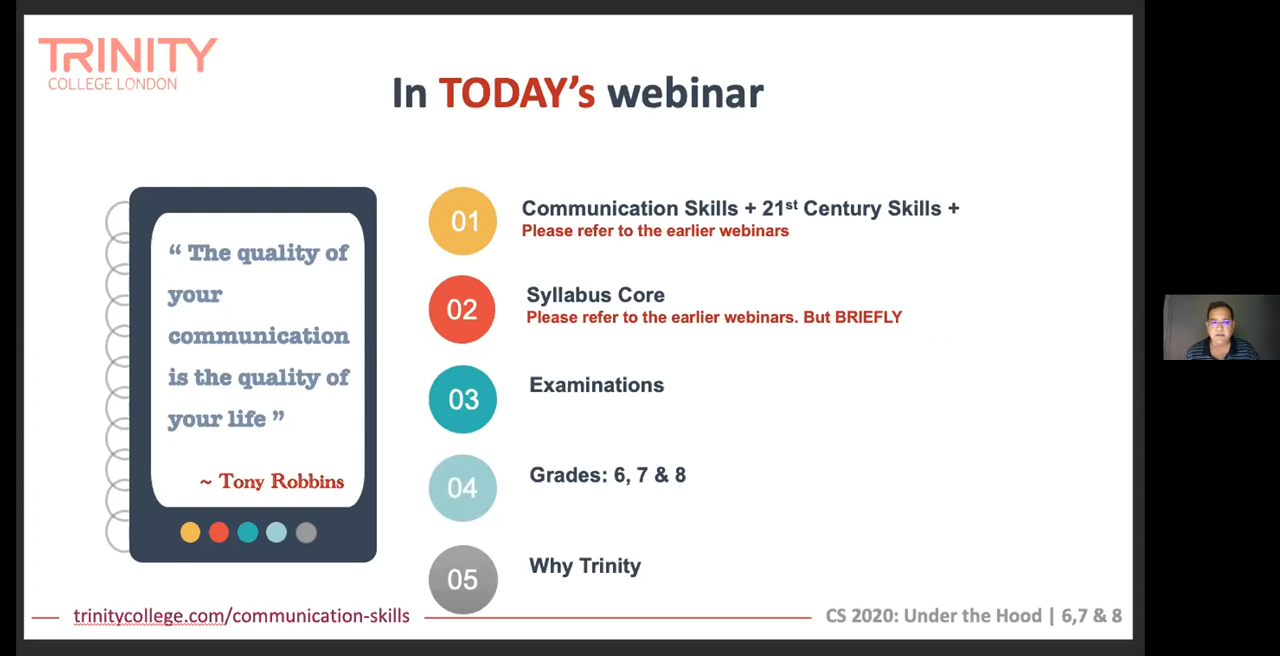 TRINITY
COLLEGE LONDON
In TODAY’s webinar
“ The quality of
your
communication
is the quality of
your life ”
~ Tony Robbins
01
Communication Skills + 21st Century Skills +
Please refer to the earlier webinars
02
Syllabus Core
Please refer to the earlier webinars. But BRIEFLY
03
Examinations
04
Grades: 6, 7 & 8
05
Why Trinity
trinitycollege.com/communication-skills
CS 2020: Under the Hood | 6,7 & 8